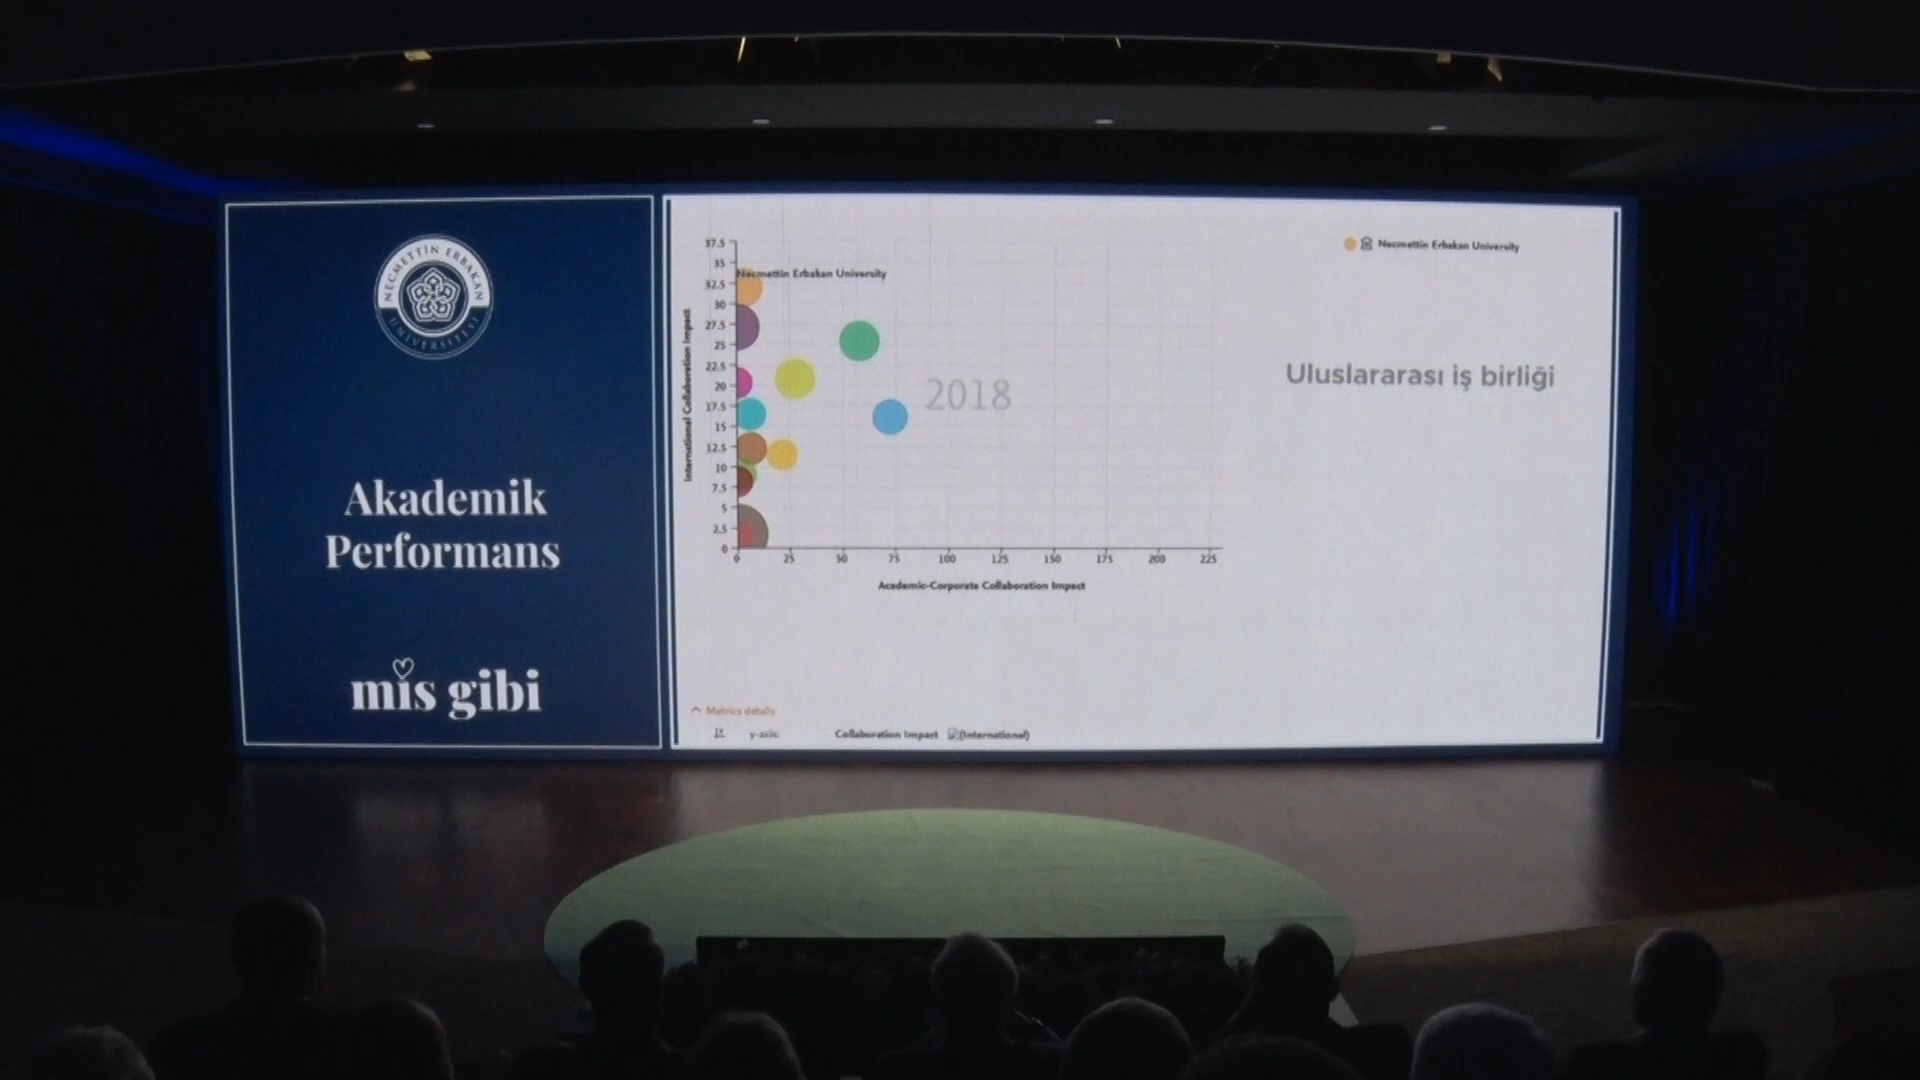 NECMETTİN ERBAKAN
ÜNİVERSİTESİ
Akademik
Performans
mis gibi
37.5
35
32.5
30
27.5
25
22.5
20
17.5
15
12.5
10
7.5
5
2.5
0
International Collaboration Impact
Necmettin Erbakan University
2018
0 25 50 75 100 125 150 175 200 225
Academic-Corporate Collaboration Impact
Necmettin Erbakan University
Uluslararası iş birliği
Metrics details
y-axis: Collaboration Impact (International)